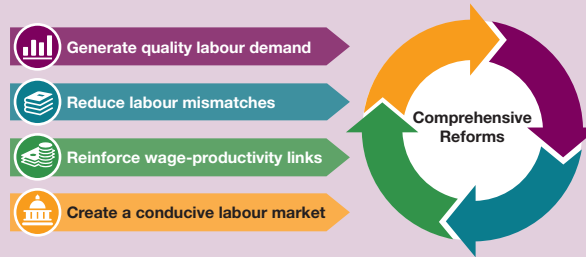 Generate quality labour demand
Reduce labour mismatches
Reinforce wage-productivity links
Create a conducive labour market
Comprehensive
Reforms